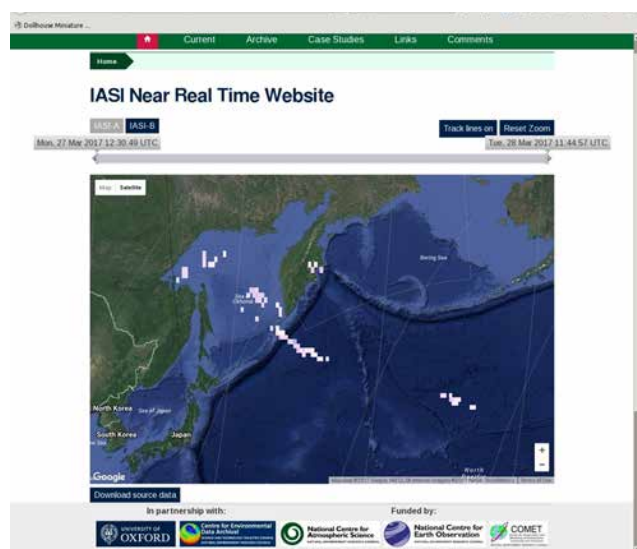 Dollhouse Miniature ...
Current Archive Case Studies Links Comments
Home
IASI Near Real Time Website
IASI-A IASI-B
Track lines on Reset Zoom
Mon, 27 Mar 2017 12:30:49 UTC
Tue, 28 Mar 2017 11:44:57 UTC
Map Satellite
Bering Sea
Sea
Okhotsk
North Korea
Sea of Japan
South Korea
Japan
North
+
−
Google
Terms of Use
Download source data
In partnership with:
Funded by:
UNIVERSITY OF
OXFORD
Centre for Environmental
Data Archival
National Centre for
Atmospheric Science
National Centre for
Earth Observation
COMET